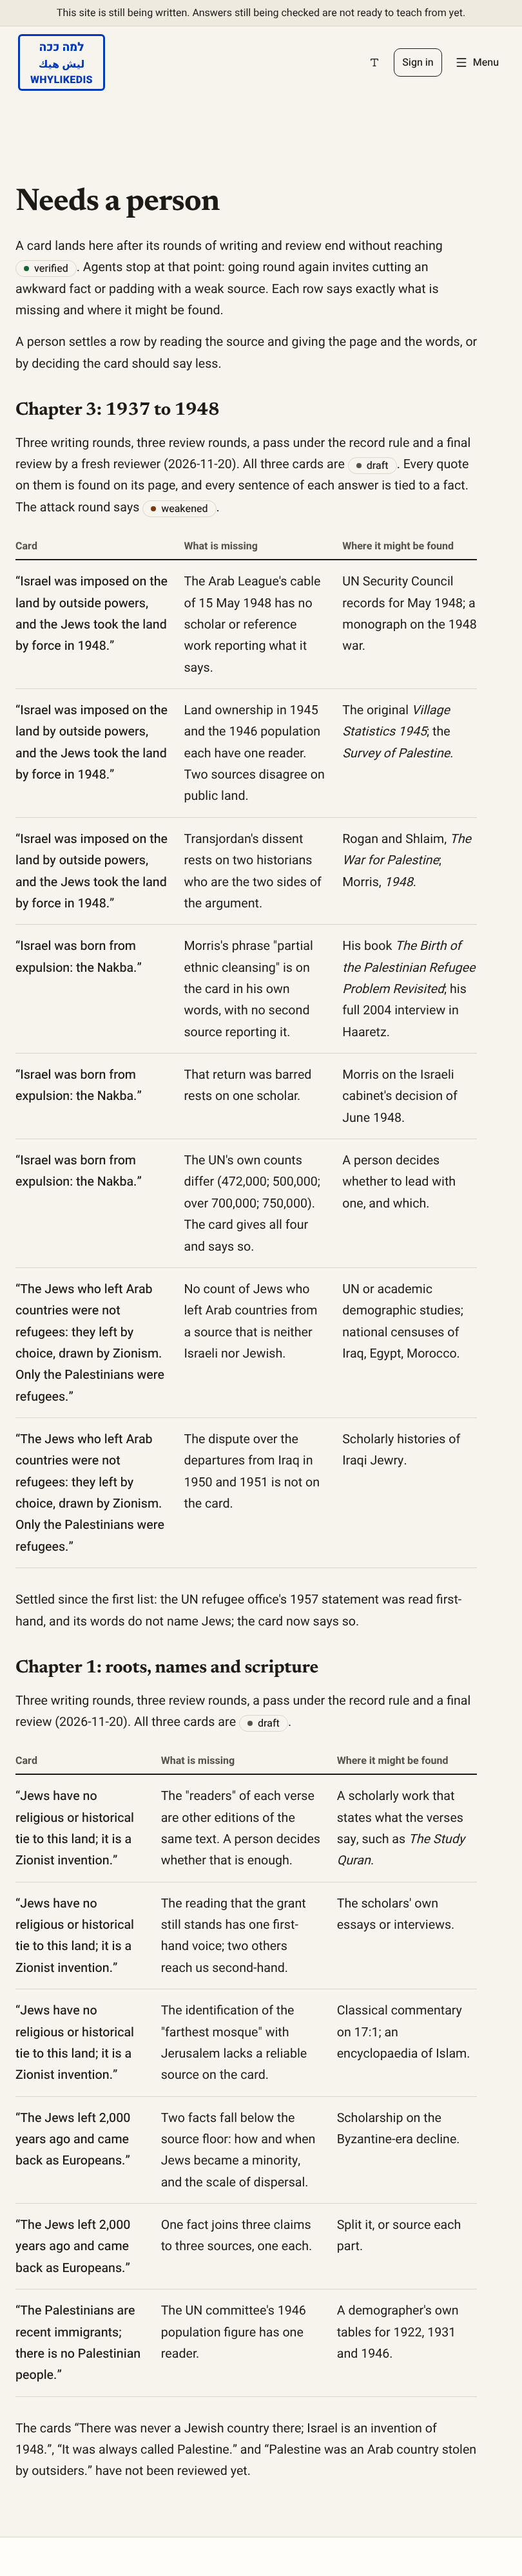 This site is still being written. Answers still being checked are not ready to teach from yet.
למה ככה
ليش هيك
WHYLIKEDIS
T
Sign in
Menu
Needs a person
A card lands here after its rounds of writing and review end without reaching
verified . Agents stop at that point: going round again invites cutting an
awkward fact or padding with a weak source. Each row says exactly what is
missing and where it might be found.
A person settles a row by reading the source and giving the page and the words, or
by deciding the card should say less.
Chapter 3: 1937 to 1948
Three writing rounds, three review rounds, a pass under the record rule and a final
review by a fresh reviewer (2026-11-20). All three cards are draft . Every quote
on them is found on its page, and every sentence of each answer is tied to a fact.
The attack round says weakened .
Card
What is missing
Where it might be found
“Israel was imposed on the
land by outside powers,
and the Jews took the land
by force in 1948.”
The Arab League's cable
of 15 May 1948 has no
scholar or reference
work reporting what it
says.
UN Security Council
records for May 1948; a
monograph on the 1948
war.
“Israel was imposed on the
land by outside powers,
and the Jews took the land
by force in 1948.”
Land ownership in 1945
and the 1946 population
each have one reader.
Two sources disagree on
public land.
The original Village
Statistics 1945; the
Survey of Palestine.
“Israel was imposed on the
land by outside powers,
and the Jews took the land
by force in 1948.”
Transjordan's dissent
rests on two historians
who are the two sides of
the argument.
Rogan and Shlaim, The
War for Palestine;
Morris, 1948.
“Israel was born from
expulsion: the Nakba.”
Morris's phrase "partial
ethnic cleansing" is on
the card in his own
words, with no second
source reporting it.
His book The Birth of
the Palestinian Refugee
Problem Revisited; his
full 2004 interview in
Haaretz.
“Israel was born from
expulsion: the Nakba.”
That return was barred
rests on one scholar.
Morris on the Israeli
cabinet's decision of
June 1948.
“Israel was born from
expulsion: the Nakba.”
The UN's own counts
differ (472,000; 500,000;
over 700,000; 750,000).
The card gives all four
and says so.
A person decides
whether to lead with
one, and which.
“The Jews who left Arab
countries were not
refugees: they left by
choice, drawn by Zionism.
Only the Palestinians were
refugees.”
No count of Jews who
left Arab countries from
a source that is neither
Israeli nor Jewish.
UN or academic
demographic studies;
national censuses of
Iraq, Egypt, Morocco.
“The Jews who left Arab
countries were not
refugees: they left by
choice, drawn by Zionism.
Only the Palestinians were
refugees.”
The dispute over the
departures from Iraq in
1950 and 1951 is not on
the card.
Scholarly histories of
Iraqi Jewry.
Settled since the first list: the UN refugee office's 1957 statement was read first-
hand, and its words do not name Jews; the card now says so.
Chapter 1: roots, names and scripture
Three writing rounds, three review rounds, a pass under the record rule and a final
review (2026-11-20). All three cards are draft .
Card
What is missing
Where it might be found
“Jews have no
religious or historical
tie to this land; it is a
Zionist invention.”
The "readers" of each verse
are other editions of the
same text. A person decides
whether that is enough.
A scholarly work that
states what the verses
say, such as The Study
Quran.
“Jews have no
religious or historical
tie to this land; it is a
Zionist invention.”
The reading that the grant
still stands has one first-
hand voice; two others
reach us second-hand.
The scholars' own
essays or interviews.
“Jews have no
religious or historical
tie to this land; it is a
Zionist invention.”
The identification of the
"farthest mosque" with
Jerusalem lacks a reliable
source on the card.
Classical commentary
on 17:1; an
encyclopaedia of Islam.
“The Jews left 2,000
years ago and came
back as Europeans.”
Two facts fall below the
source floor: how and when
Jews became a minority,
and the scale of dispersal.
Scholarship on the
Byzantine-era decline.
“The Jews left 2,000
years ago and came
back as Europeans.”
One fact joins three claims
to three sources, one each.
Split it, or source each
part.
“The Palestinians are
recent immigrants;
there is no Palestinian
people.”
The UN committee's 1946
population figure has one
reader.
A demographer's own
tables for 1922, 1931
and 1946.
The cards “There was never a Jewish country there; Israel is an invention of
1948.”, “It was always called Palestine.” and “Palestine was an Arab country stolen
by outsiders.” have not been reviewed yet.